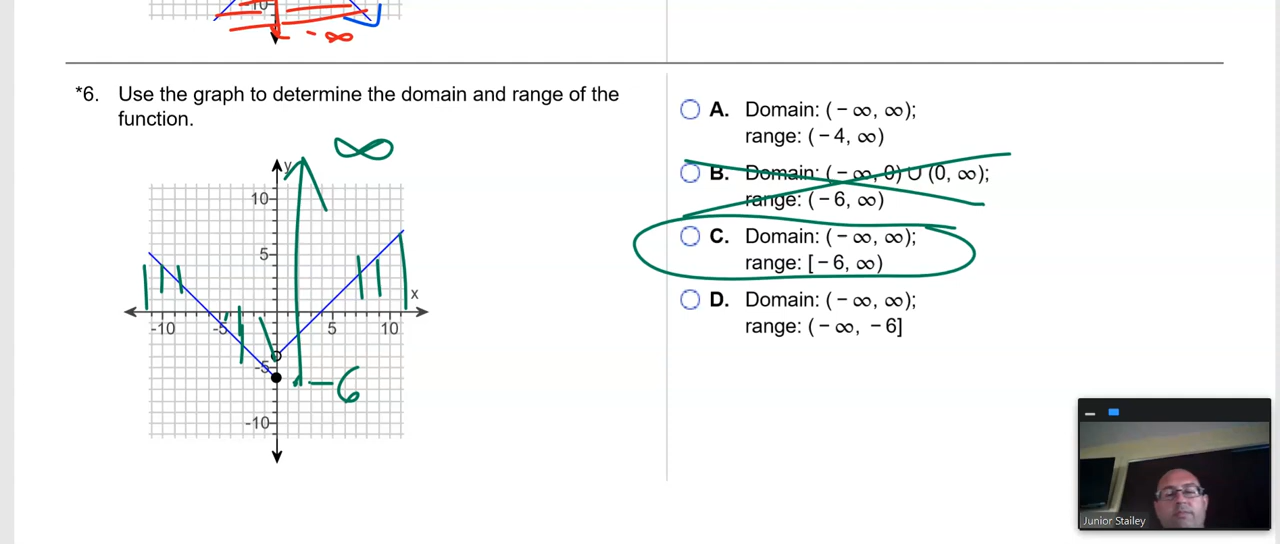 -10
- ∞
*6. Use the graph to determine the domain and range of the
function.
∞
y
10
5
x
-10
-5
5
10
-5
-6
-10
A. Domain: (− ∞, ∞);
range: (− 4, ∞)
B. Domain: (− ∞, 0) ∪ (0, ∞);
range: (− 6, ∞)
C. Domain: (− ∞, ∞);
range: [− 6, ∞)
D. Domain: (− ∞, ∞);
range: (− ∞, − 6]
Junior Stailey